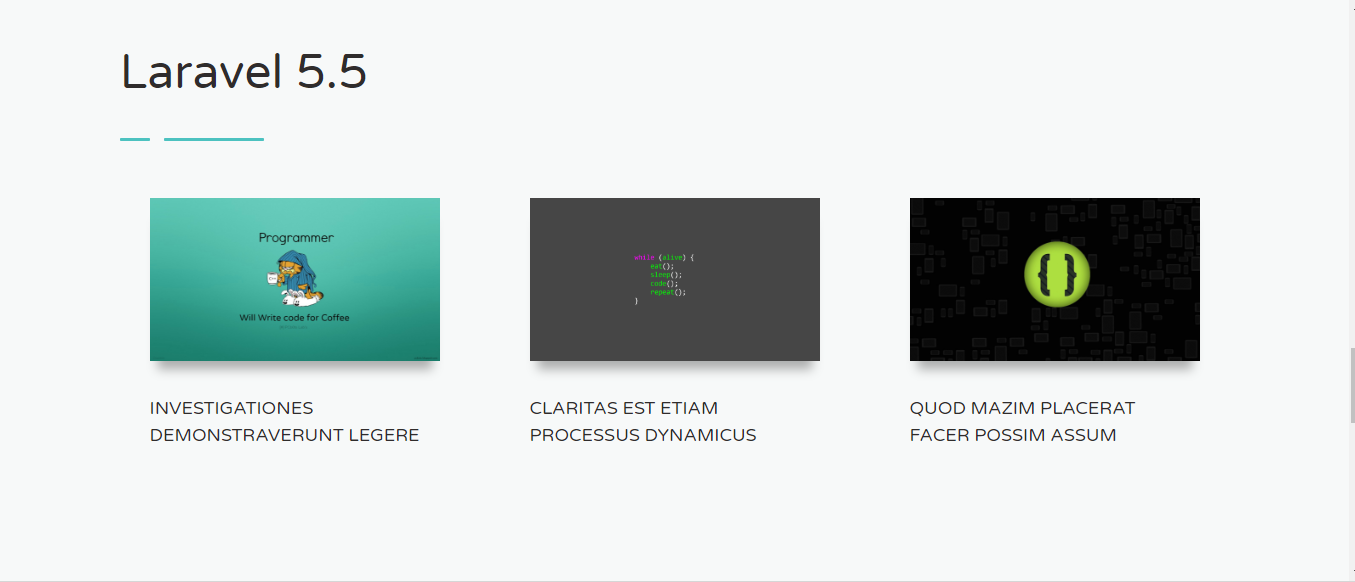 Laravel 5.5
Programmer
Will Write code for Coffee
while (alive) {
eat();
sleep();
code();
repeat();
}
{ }
INVESTIGATIONES
DEMONSTRAVERUNT LEGERE
CLARITAS EST ETIAM
PROCESSUS DYNAMICUS
QUOD MAZIM PLACERAT
FACER POSSIM ASSUM